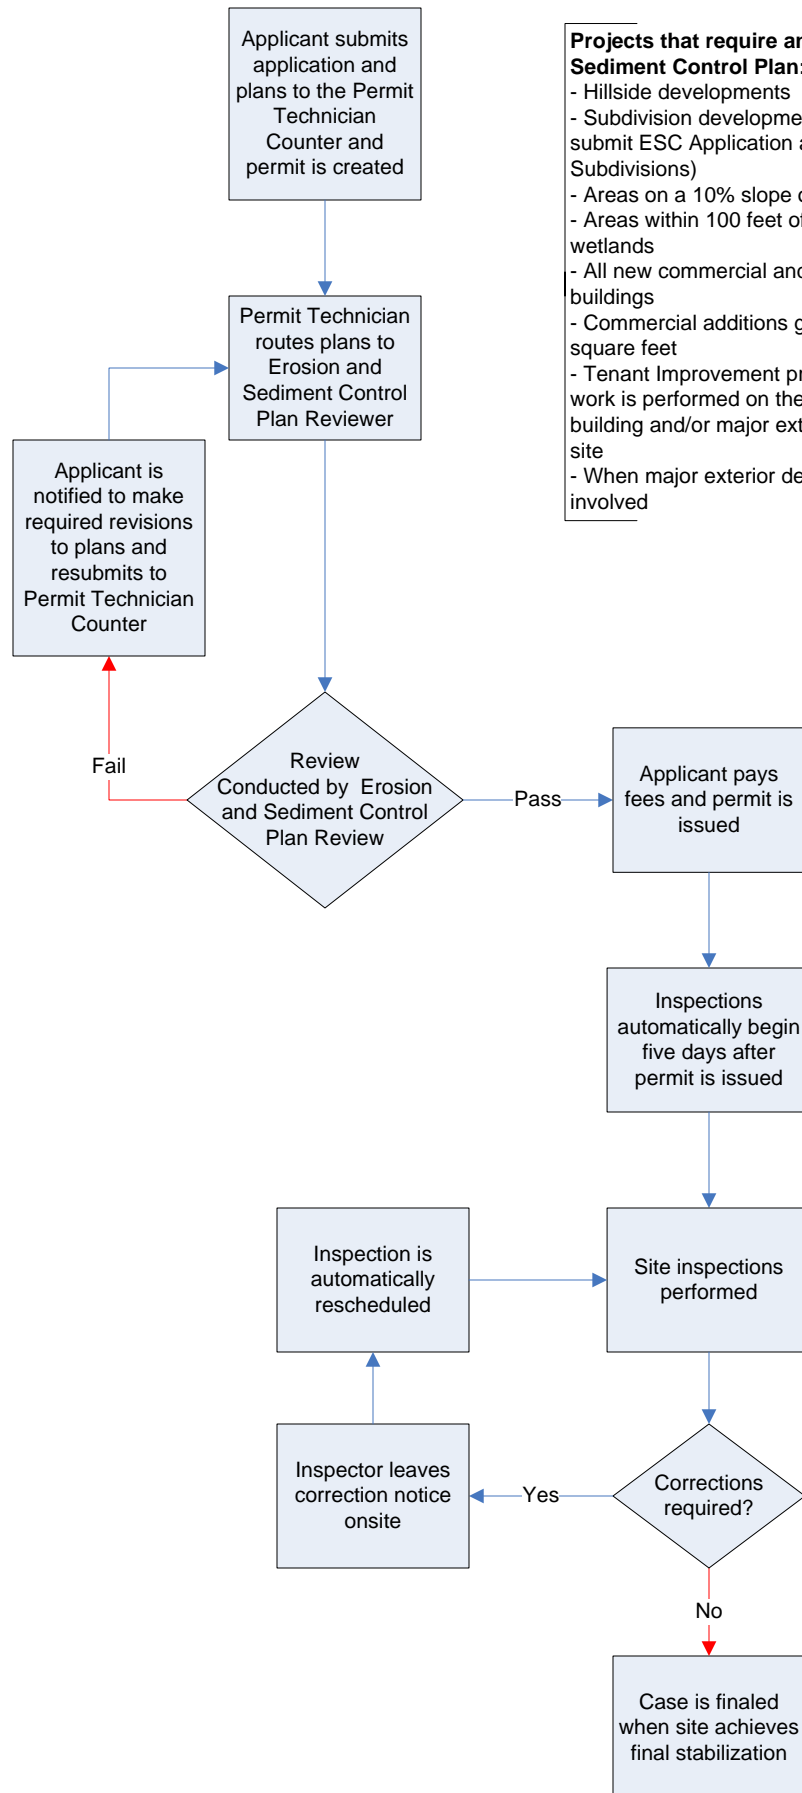 Applicant submits
application and
plans to the Permit
Technician
Counter and
permit is created
Projects that require an
Sediment Control Plan:
- Hillside developments
- Subdivision developme
submit ESC Application a
Subdivisions)
- Areas on a 10% slope o
- Areas within 100 feet of
wetlands
- All new commercial and
buildings
- Commercial additions g
square feet
- Tenant Improvement pr
work is performed on the
building and/or major ext
site
- When major exterior de
involved
Permit Technician
routes plans to
Erosion and
Sediment Control
Plan Reviewer
Applicant is
notified to make
required revisions
to plans and
resubmits to
Permit Technician
Counter
Fail
Review
Conducted by Erosion
and Sediment Control
Plan Review
Pass
Applicant pays
fees and permit is
issued
Inspections
automatically begin
five days after
permit is issued
Inspection is
automatically
rescheduled
Site inspections
performed
Inspector leaves
correction notice
onsite
Yes
Corrections
required?
No
Case is finaled
when site achieves
final stabilization